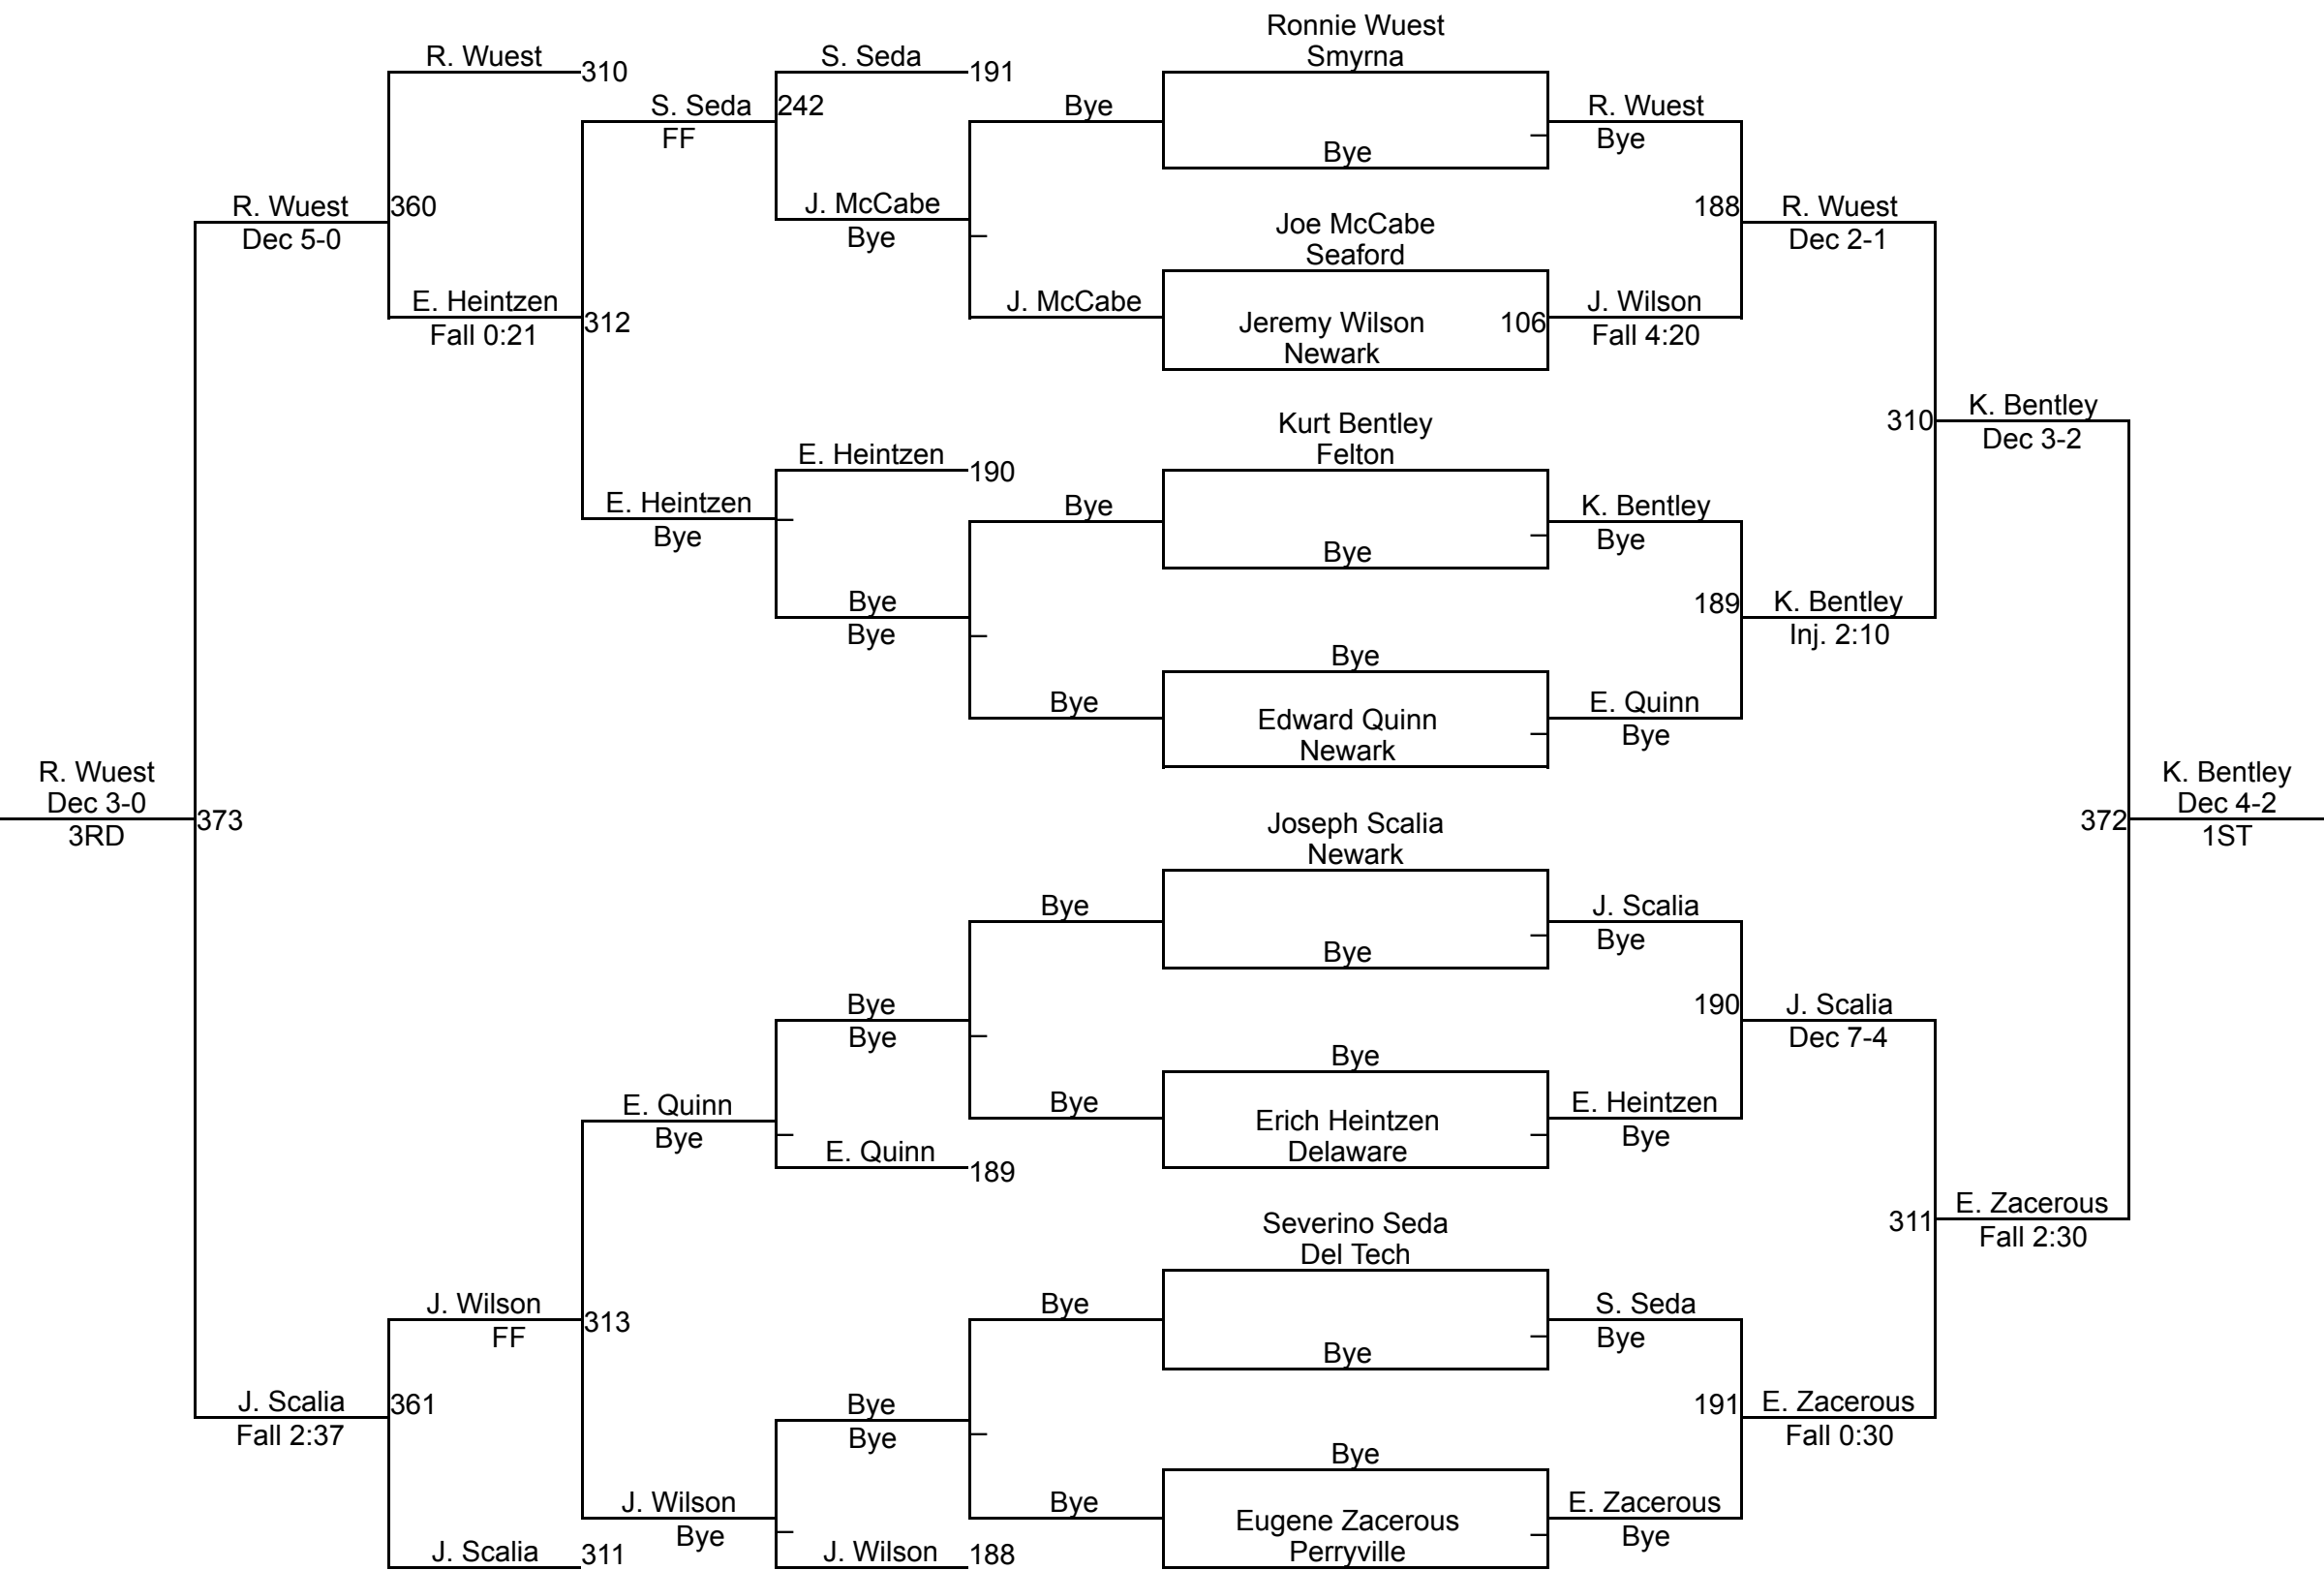 Ronnie Wuest
R. Wuest
S. Seda
Smyrna
310
191
S. Seda
242
Bye
R. Wuest
FF
Bye
Bye
J. McCabe
R. Wuest
360
188
R. Wuest
Dec 5-0
Bye
Joe McCabe
Dec 2-1
Seaford
E. Heintzen
J. McCabe
J. Wilson
Fall 0:21
312
Jeremy Wilson
106
Fall 4:20
Newark
310
K. Bentley
Kurt Bentley
Dec 3-2
E. Heintzen
Felton
190
E. Heintzen
Bye
K. Bentley
Bye
Bye
Bye
Bye
189
K. Bentley
Bye
Inj. 2:10
Bye
Bye
E. Quinn
Edward Quinn
Bye
Newark
R. Wuest
K. Bentley
Dec 3-0
Dec 4-2
373
Joseph Scalia
372
3RD
1ST
Newark
Bye
J. Scalia
Bye
Bye
Bye
190
J. Scalia
Bye
Dec 7-4
Bye
E. Quinn
Bye
E. Heintzen
Bye
Erich Heintzen
Bye
E. Quinn
Delaware
189
E. Zacerous
Severino Seda
311
Fall 2:30
Del Tech
J. Wilson
Bye
S. Seda
FF
313
Bye
Bye
J. Scalia
361
Bye
191
E. Zacerous
Fall 2:37
Bye
Fall 0:30
Bye
J. Wilson
Bye
E. Zacerous
Bye
Eugene Zacerous
Bye
J. Scalia
311
J. Wilson
188
Perryville